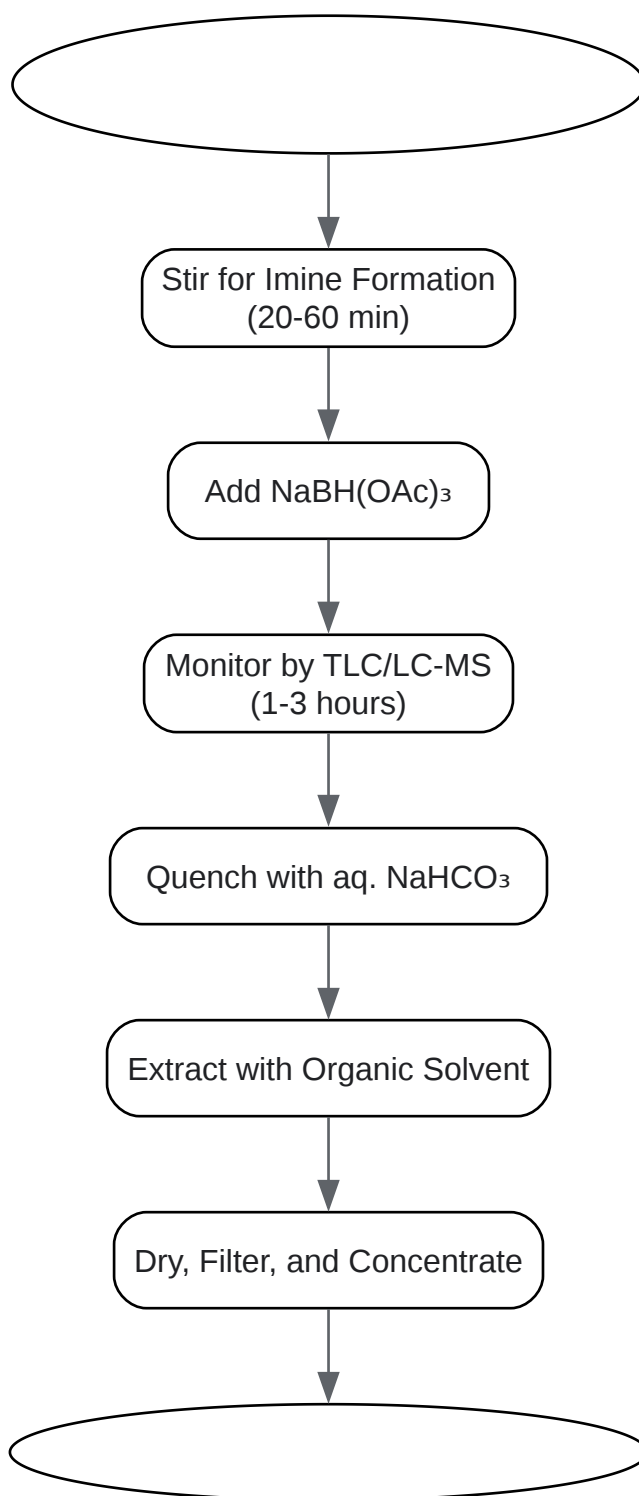 Stir for Imine Formation
(20-60 min)
Add NaBH(OAc)₃
Monitor by TLC/LC-MS
(1-3 hours)
Quench with aq. NaHCO₃
Extract with Organic Solvent
Dry, Filter, and Concentrate